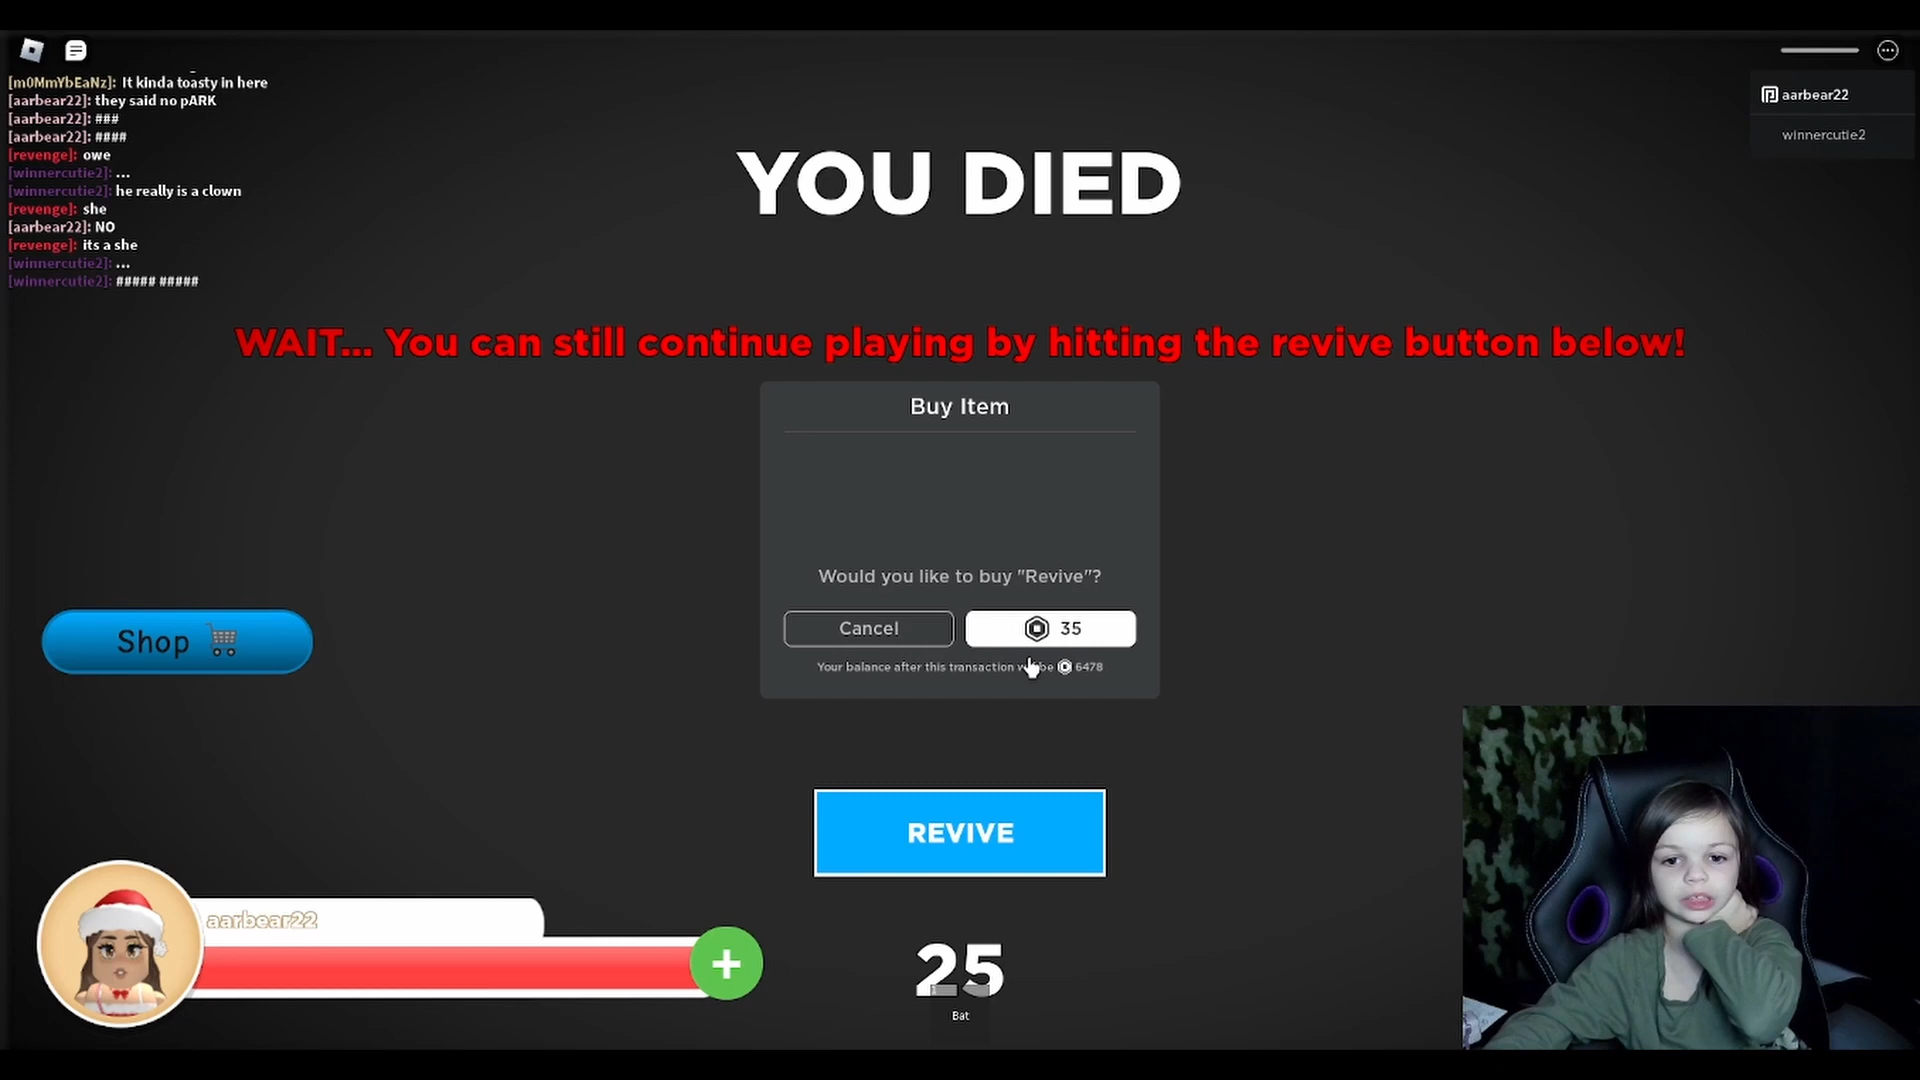 [m0MmYbEaNz]: It kinda toasty in here
[aarbear22]: they said no pARK
[aarbear22]: ###
[aarbear22]: ####
[revenge]: owe
[winnercutie2]: ...
[winnercutie2]: he really is a clown
[revenge]: she
[aarbear22]: NO
[revenge]: its a she
[winnercutie2]: ...
[winnercutie2]: ##### #####
aarbear22
winnercutie2
YOU DIED
WAIT... You can still continue playing by hitting the revive button below!
Buy Item
Would you like to buy "Revive"?
Cancel
35
Your balance after this transaction will be 6478
Shop
REVIVE
aarbear22
+
25
Bat